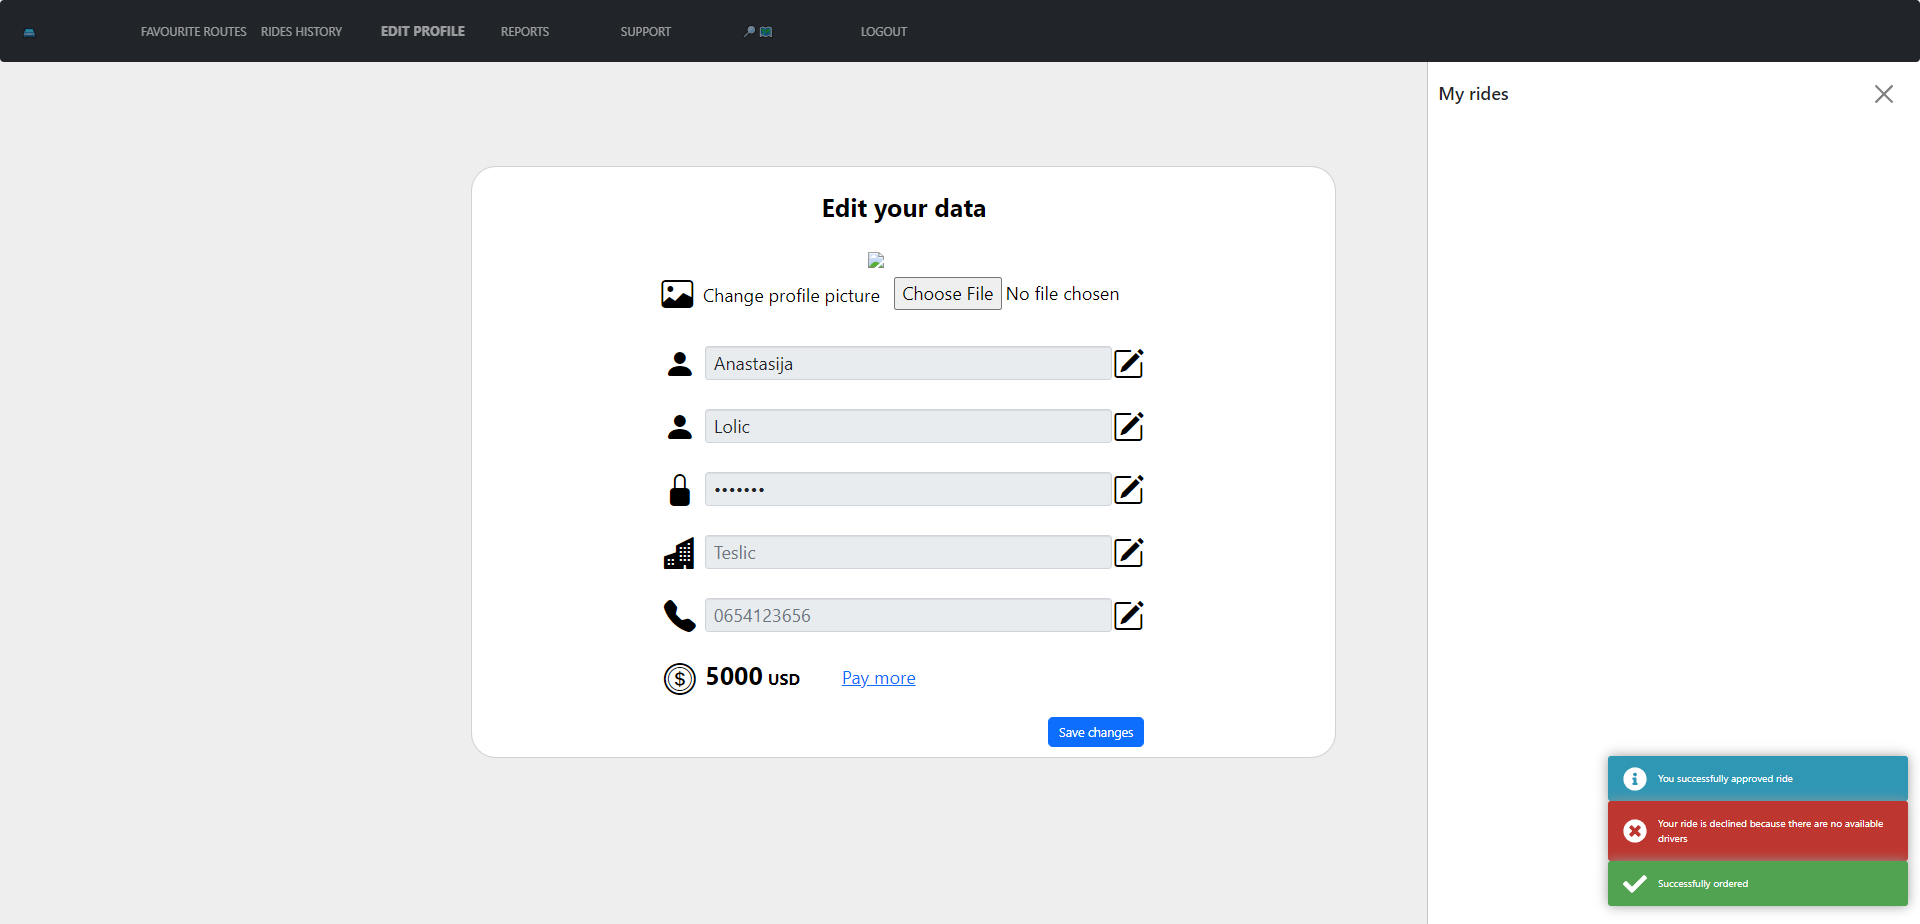 FAVOURITE ROUTES RIDES HISTORY EDIT PROFILE REPORTS SUPPORT LOGOUT
My rides
Edit your data
Change profile picture Choose File No file chosen
Anastasija
Lolic
•••••••
Teslic
0654123656
$ 5000 USD Pay more
Save changes
You successfully approved ride
Your ride is declined because there are no available
drivers
Successfully ordered